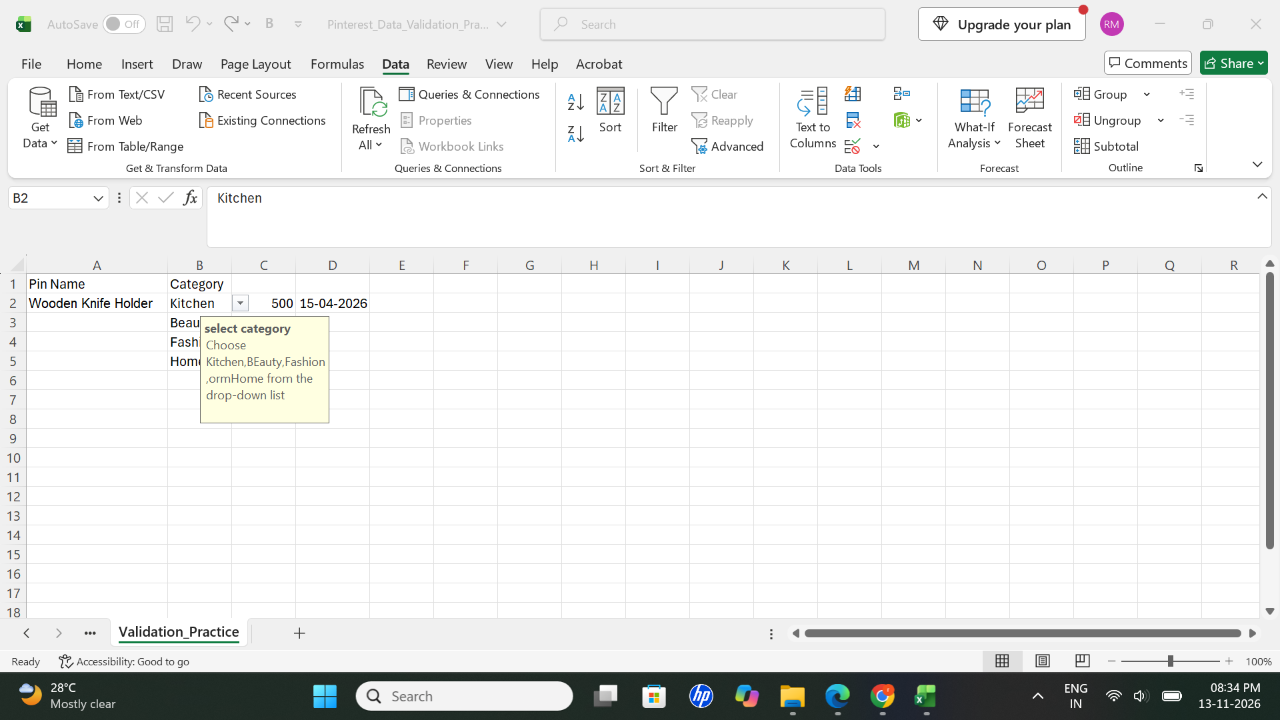 AutoSave Off B Pinterest_Data_Validation_Pra... Search Upgrade your plan RM
File Home Insert Draw Page Layout Formulas Data Review View Help Acrobat Comments Share
Get Data
From Text/CSV
From Web
From Table/Range
Recent Sources
Existing Connections
Get & Transform Data
Refresh All
Queries & Connections
Properties
Workbook Links
Queries & Connections
A Z
Z A
Z A A Z
Sort
Filter
Clear
Reapply
Advanced
Sort & Filter
Text to Columns
Data Tools
What-If Analysis
Forecast Sheet
Forecast
Group
Ungroup
Subtotal
Outline
B2 fx Kitchen
A B C D E F G H I J K L M N O P Q R
1 Pin Name Category
2 Wooden Knife Holder Kitchen 500 15-04-2026
3 Beau
4 Fash
5 Home
select category
Choose
Kitchen,BEauty,Fashion
,ormHome from the
drop-down list
6
7
8
9
10
11
12
13
14
15
16
17
18
Validation_Practice
Ready Accessibility: Good to go 100%
28°C
Mostly clear
Search
hp
ENG
IN
08:34 PM
13-11-2026